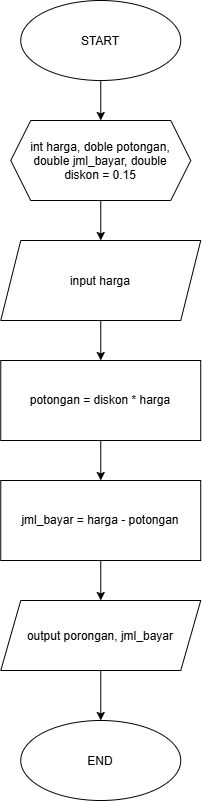 START
int harga, doble potongan,
double jml_bayar, double
diskon = 0.15
input harga
potongan = diskon * harga
jml_bayar = harga - potongan
output porongan, jml_bayar
END